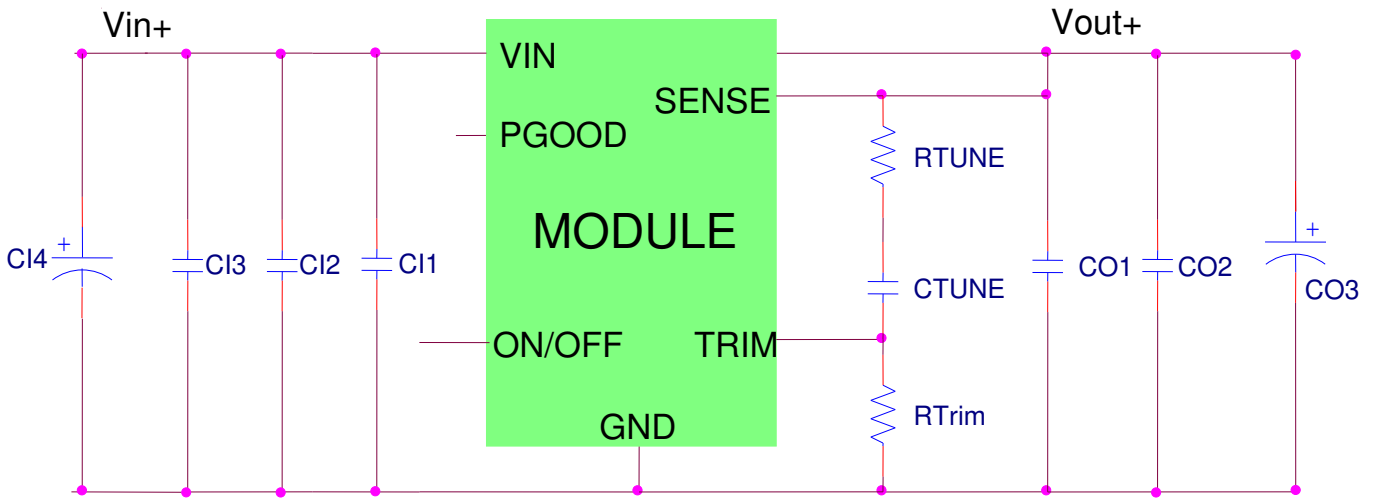 Vin+
Vout+
VIN
SENSE
PGOOD
RTUNE
MODULE
+
+
CI4
CI3
CI2
CI1
CTUNE
CO1
CO2
CO3
ON/OFF
TRIM
RTrim
GND